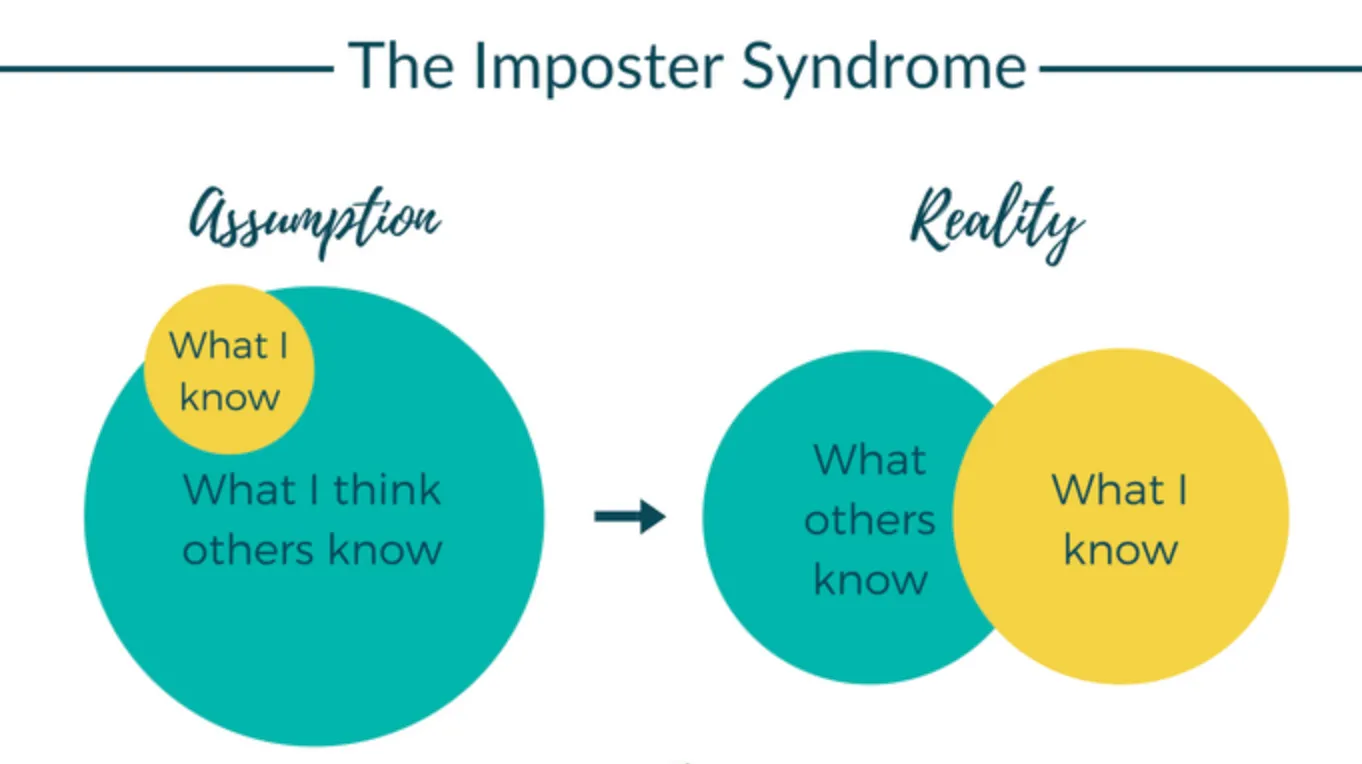 The Imposter Syndrome
Assumption
What I
know
What I think
others know
Reality
What
others
know
What I
know